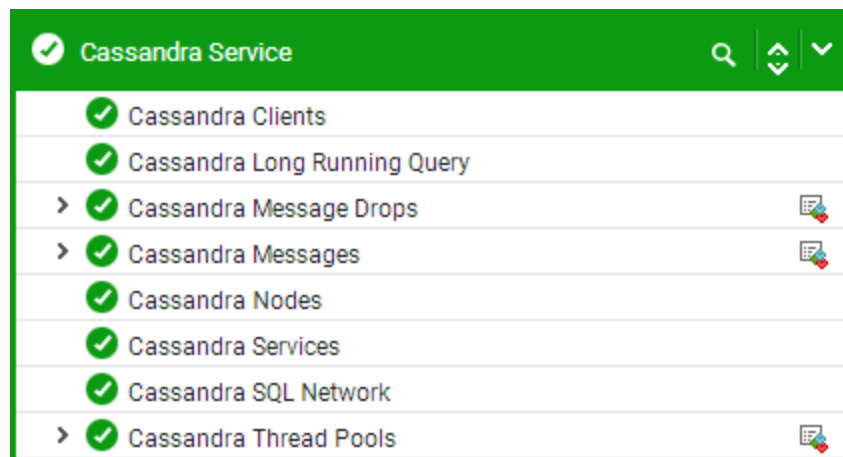 Cassandra Service
Cassandra Clients
Cassandra Long Running Query
Cassandra Message Drops
Cassandra Messages
Cassandra Nodes
Cassandra Services
Cassandra SQL Network
Cassandra Thread Pools